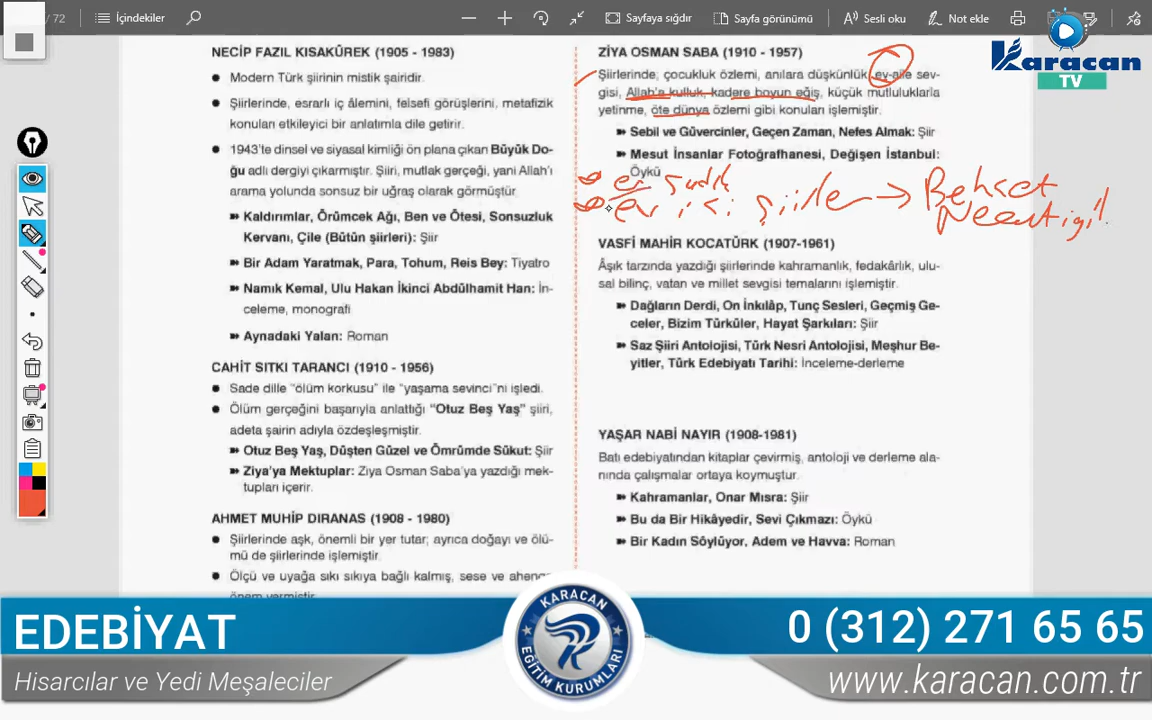 / 72
İçindekiler
Sayfaya sığdır
Sayfa görünümü
Sesli oku
Not ekle
Karacan
TV
NECİP FAZIL KISAKÜREK (1905 - 1983)
Modern Türk şiirinin mistik şairidir.
Şiirlerinde, esrarlı iç âlemini, felsefi görüşlerini, metafizik
konuları etkileyici bir anlatımla dile getirir.
1943'te dinsel ve siyasal kimliği ön plana çıkan Büyük Do-
ğu adlı dergiyi çıkarmıştır. Şiiri, mutlak gerçeği, yani Allah'ı
arama yolunda sonsuz bir uğraş olarak görmüştür.
Kaldırımlar, Örümcek Ağı, Ben ve Ötesi, Sonsuzluk
Kervanı, Çile (Bütün şiirleri): Şiir
Bir Adam Yaratmak, Para, Tohum, Reis Bey: Tiyatro
Namık Kemal, Ulu Hakan İkinci Abdülhamit Han: İn-
celeme, monografi
Aynadaki Yalan: Roman
CAHİT SITKI TARANCI (1910 - 1956)
Sade dille "ölüm korkusu" ile "yaşama sevinci"ni işledi.
Ölüm gerçeğini başarıyla anlattığı "Otuz Beş Yaş" şiiri,
adeta şairin adıyla özdeşleşmiştir.
Otuz Beş Yaş, Düşten Güzel ve Ömrümde Sükut: Şiir
Ziya'ya Mektuplar: Ziya Osman Saba'ya yazdığı mek-
tupları içerir.
AHMET MUHİP DIRANAS (1908 - 1980)
Şiirlerinde aşk, önemli bir yer tutar; ayrıca doğayı ve ölü-
mü de şiirlerinde işlemiştir.
Ölçü ve uyağa sıkı sıkıya bağlı kalmış, sese ve ahenge
önem vermiştir.
ZİYA OSMAN SABA (1910 - 1957)
Şiirlerinde; çocukluk özlemi, anılara düşkünlük, ev-aile sev-
gisi, Allah'a kulluk, kadere boyun eğiş, küçük mutluluklarla
yetinme, öte dünya özlemi gibi konuları işlemiştir.
Sebil ve Güvercinler, Geçen Zaman, Nefes Almak: Şiir
Mesut İnsanlar Fotoğrafhanesi, Değişen İstanbul:
Öykü
ev
ev içi şiirler → Behçet
Necatigil
VASFİ MAHİR KOCATÜRK (1907-1961)
Âşık tarzında yazdığı şiirlerinde kahramanlık, fedakârlık, ulu-
sal bilinç, vatan ve millet sevgisi temalarını işlemiştir.
Dağların Derdi, On İnkılâp, Tunç Sesleri, Geçmiş Ge-
celer, Bizim Türküler, Hayat Şarkıları: Şiir
Saz Şiiri Antolojisi, Türk Nesri Antolojisi, Meşhur Be-
yitler, Türk Edebiyatı Tarihi: İnceleme-derleme
YAŞAR NABİ NAYIR (1908-1981)
Batı edebiyatından kitaplar çevirmiş, antoloji ve derleme ala-
nında çalışmalar ortaya koymuştur.
Kahramanlar, Onar Mısra: Şiir
Bu da Bir Hikâyedir, Sevi Çıkmazı: Öykü
Bir Kadın Söylüyor, Adem ve Havva: Roman
EDEBİYAT
Hisarcılar ve Yedi Meşaleciler
KARACAN
EĞİTİM KURUMLARI
0 (312) 271 65 65
www.karacan.com.tr